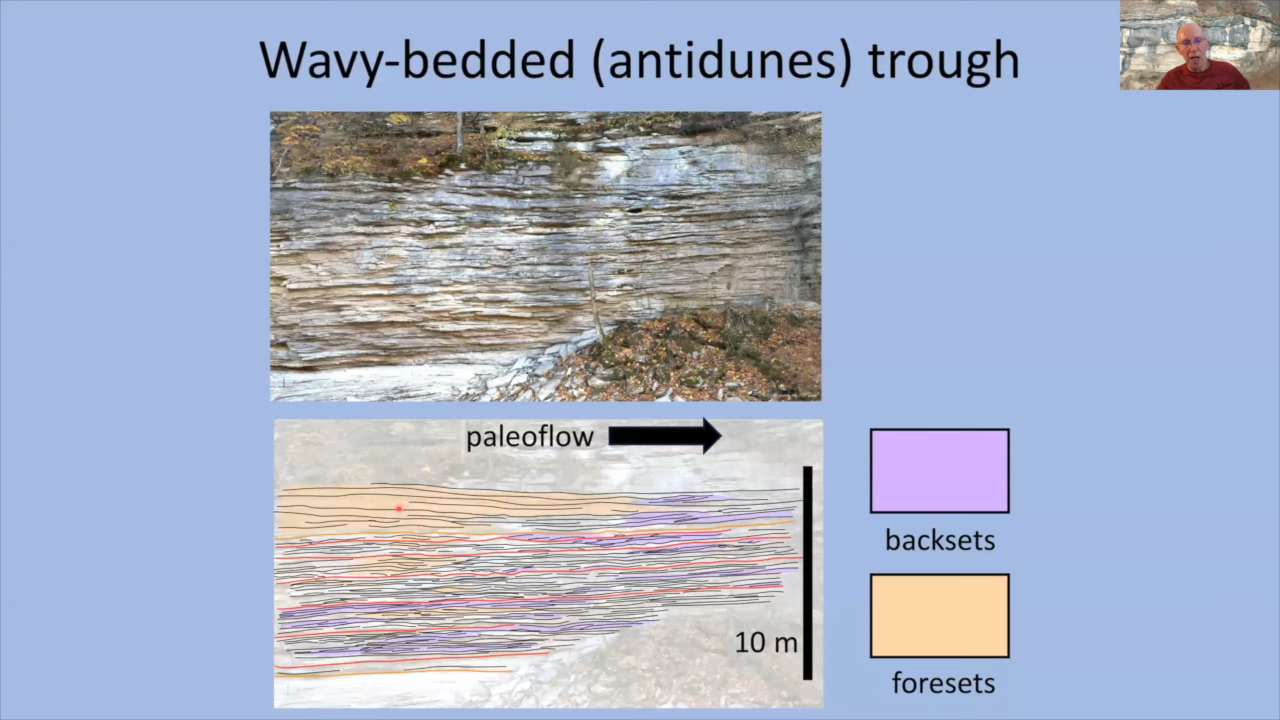 Wavy-bedded (antidunes) trough
paleoflow
10 m
backsets
foresets